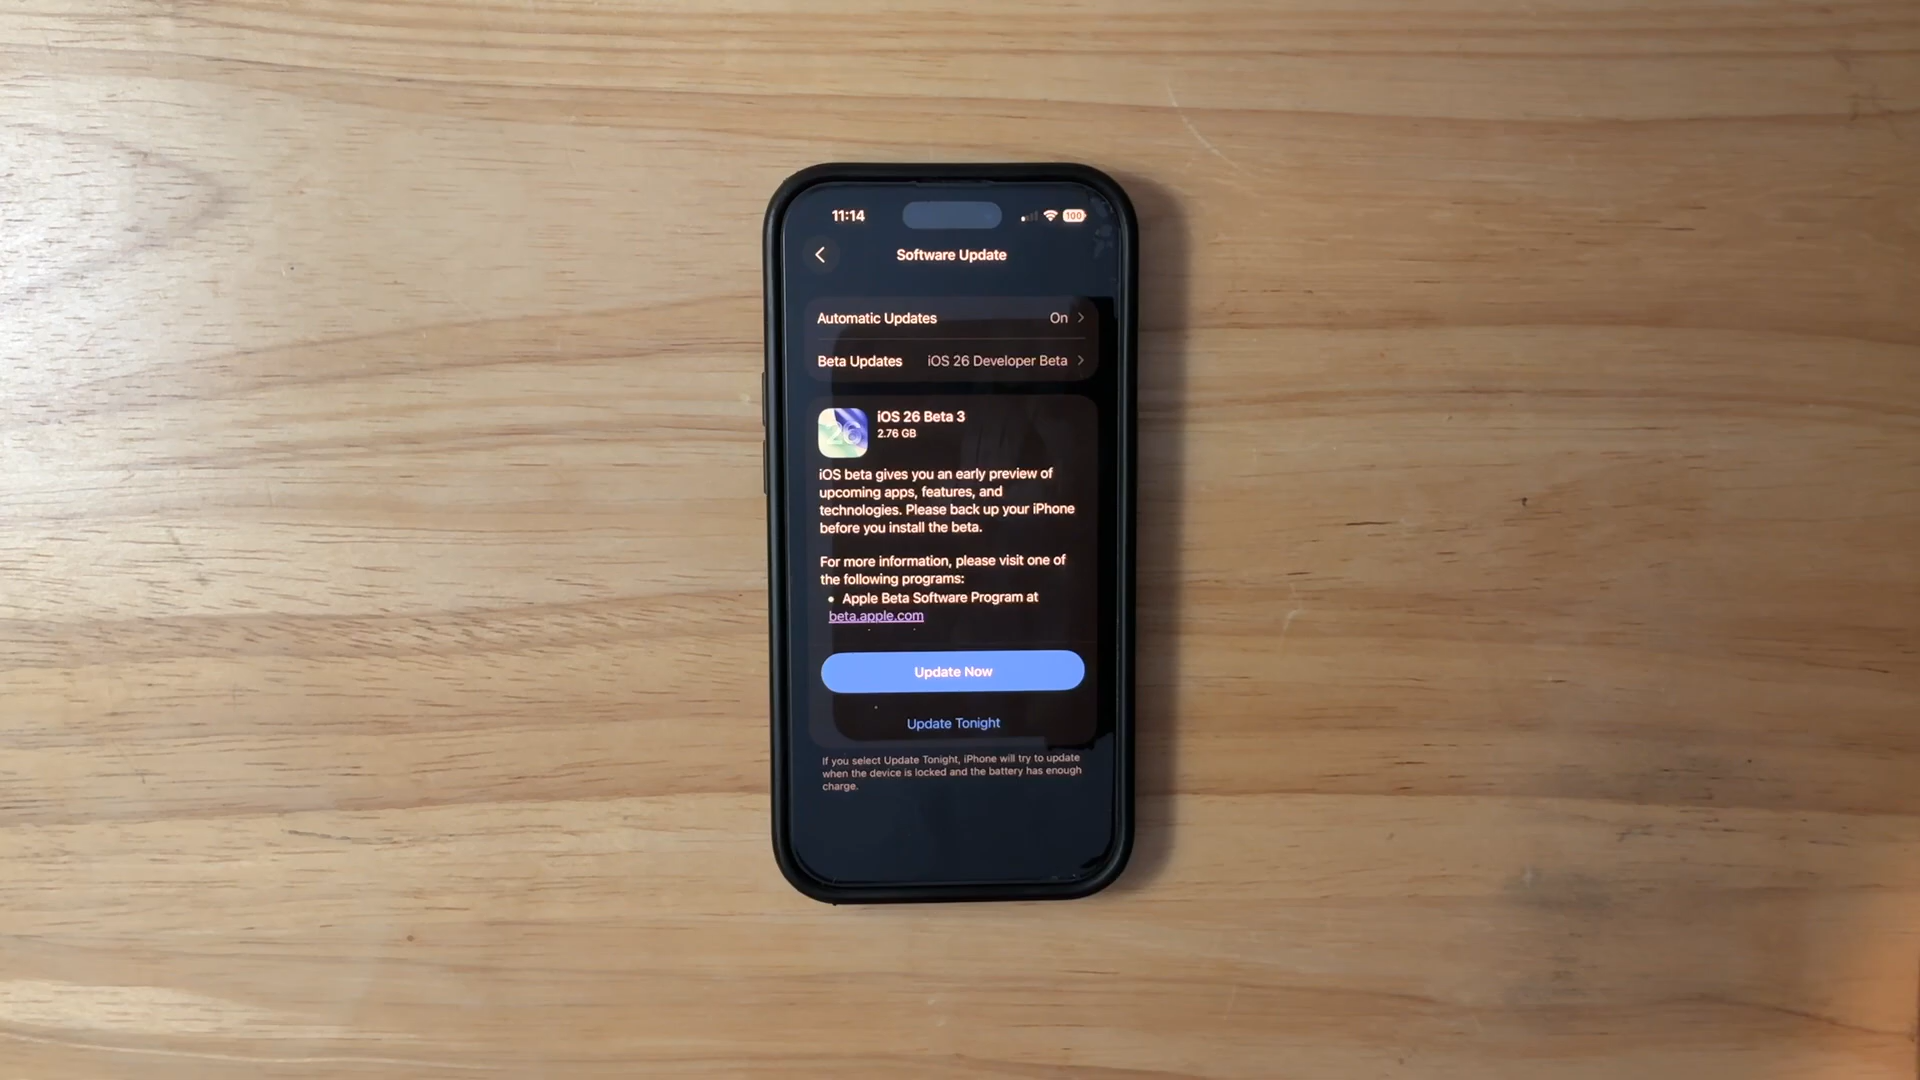 11:14
100
Software Update
Automatic Updates On
Beta Updates iOS 26 Developer Beta
26
iOS 26 Beta 3
2.76 GB
iOS beta gives you an early preview of
upcoming apps, features, and
technologies. Please back up your iPhone
before you install the beta.
For more information, please visit one of
the following programs:
• Apple Beta Software Program at
beta.apple.com
Update Now
Update Tonight
If you select Update Tonight, iPhone will try to update
when the device is locked and the battery has enough
charge.